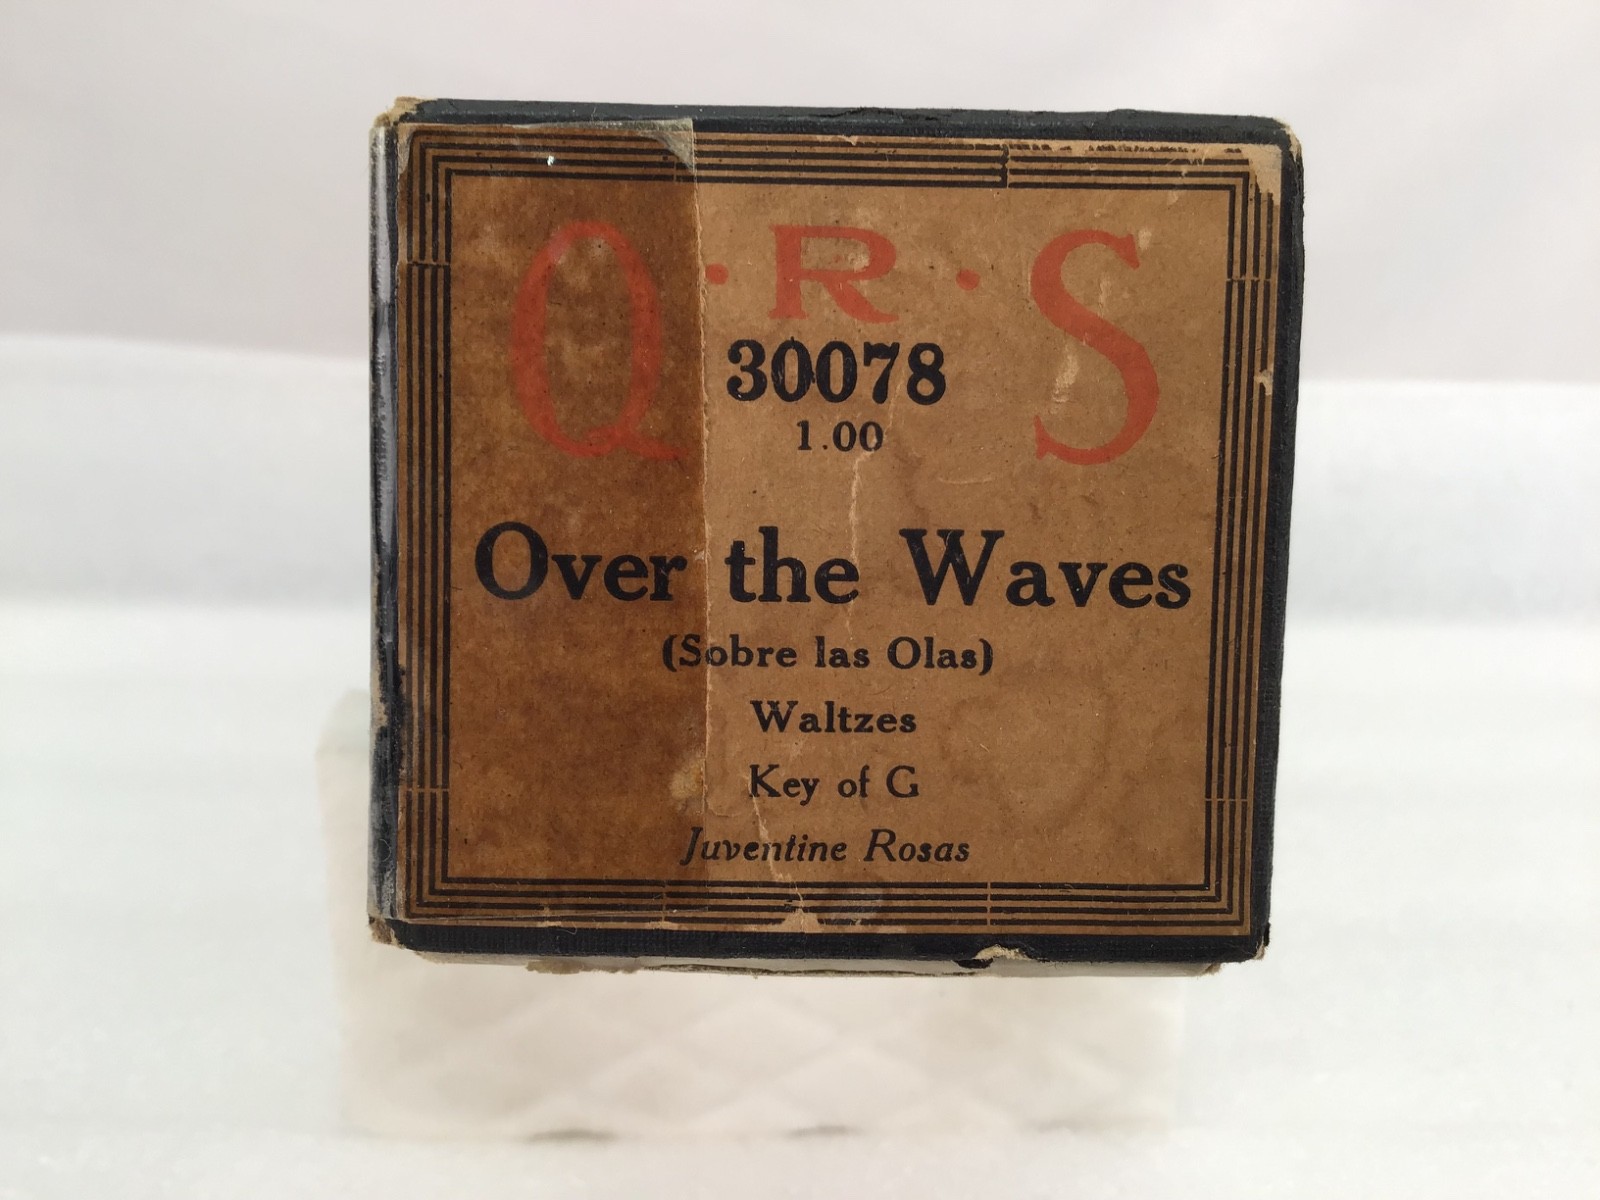 Q·R·S
30078
1.00
Over the Waves
(Sobre las Olas)
Waltzes
Key of G
Juventine Rosas